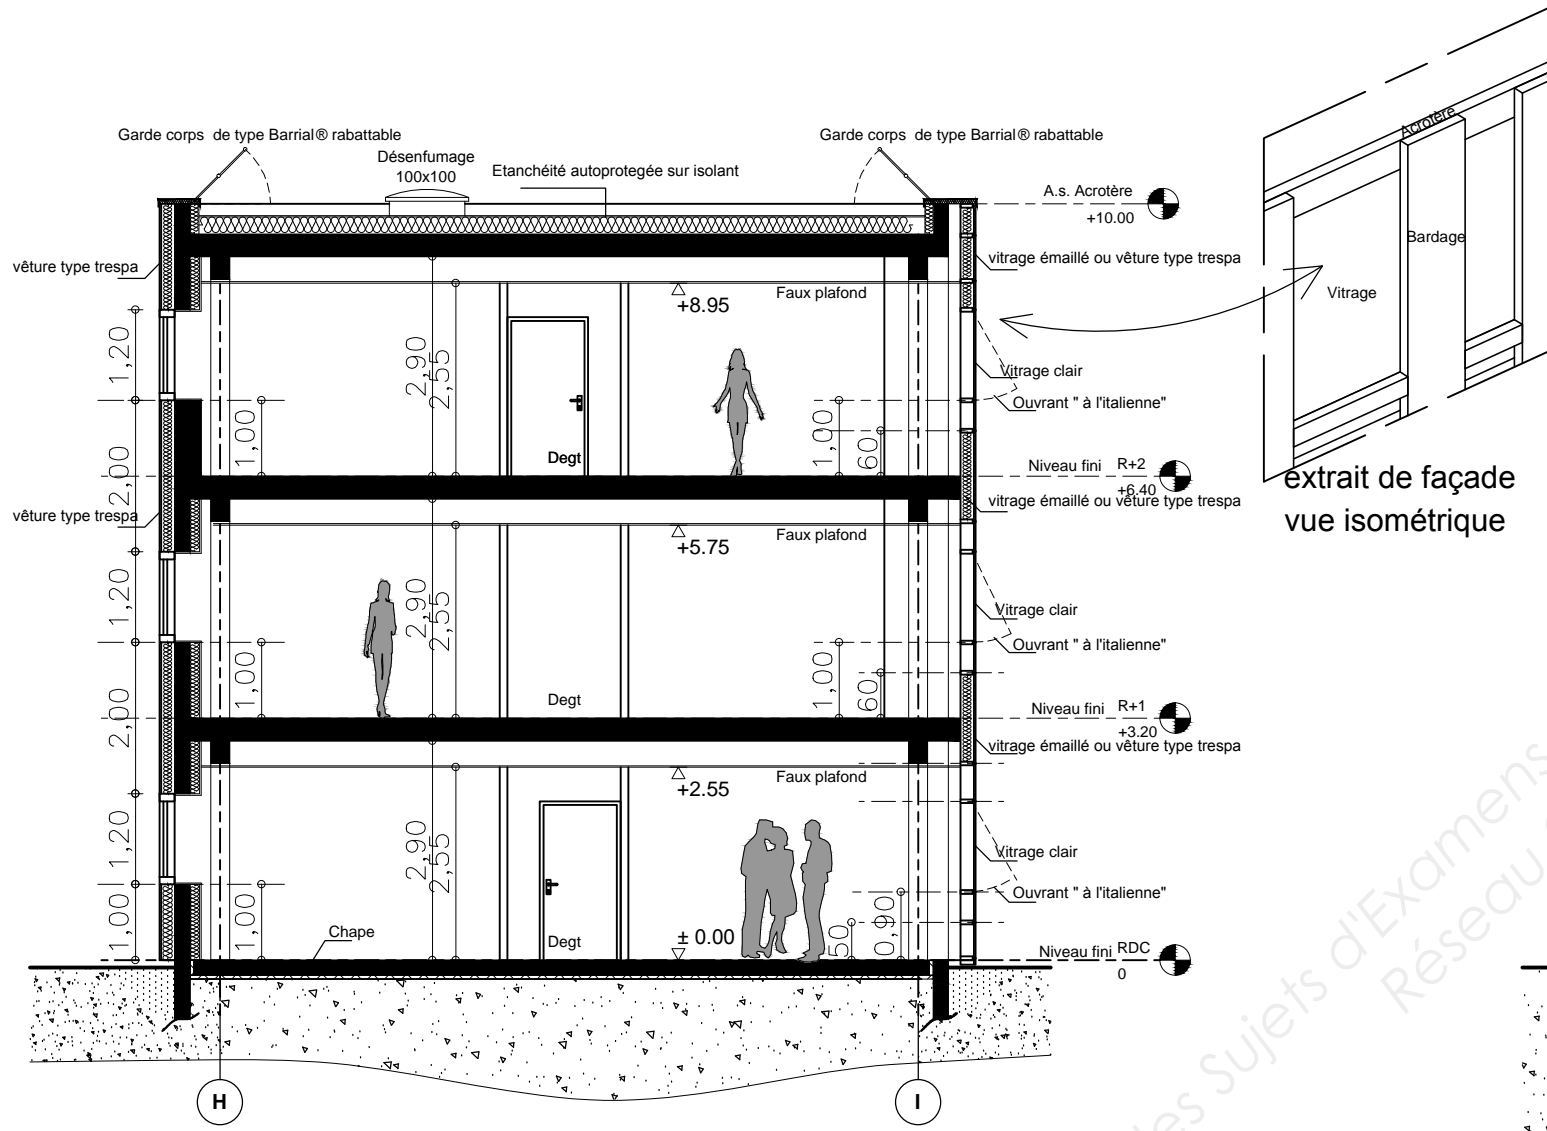 Garde corps de type Barrial® rabattable
Désenfumage
100x100
Etanchéité autoprotegée sur isolant
Garde corps de type Barrial® rabattable
A.s. Acrotère
+10.00
Acrotère
Bardage
Vitrage
extrait de façade
vue isométrique
vêture type trespa
vitrage émaillé ou vêture type trespa
Faux plafond
+8.95
1,20
2,90
2,55
Vitrage clair
Ouvrant " à l'italienne"
1,00
Degt
1,00
60
Niveau fini R+2
+6.40
2,00
vêture type trespa
vitrage émaillé ou vêture type trespa
Faux plafond
+5.75
1,20
2,90
2,55
Vitrage clair
Ouvrant " à l'italienne"
1,00
Degt
1,00
60
Niveau fini R+1
+3.20
2,00
vitrage émaillé ou vêture type trespa
Faux plafond
+2.55
1,20
2,90
2,55
Vitrage clair
Ouvrant " à l'italienne"
1,00
1,00
Chape
Degt
± 0.00
50
0,90
Niveau fini RDC
0
H
I
des Sujets d'Examens
Réseau